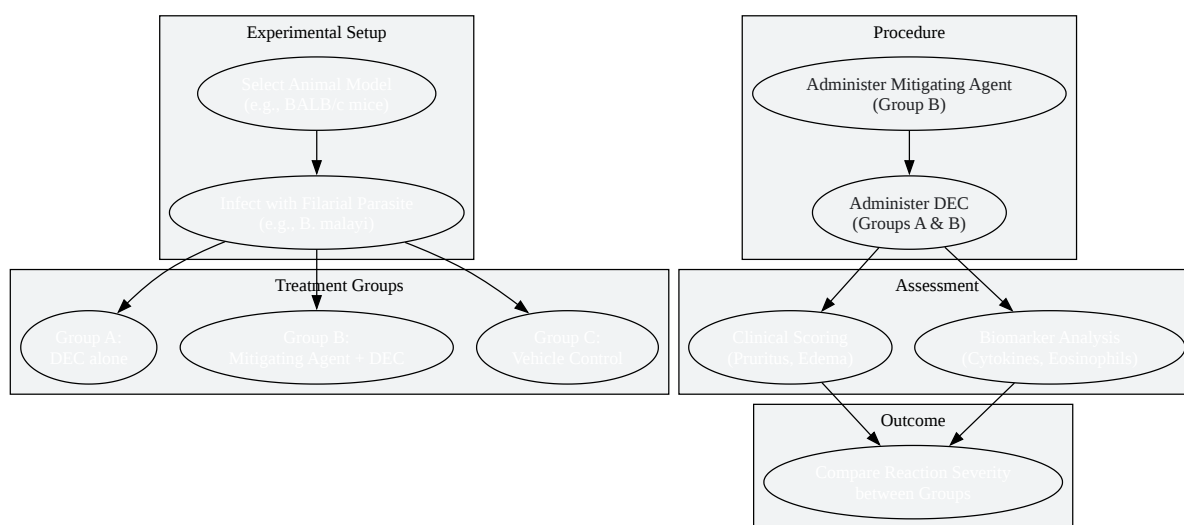 Experimental Setup
Select Animal Model
(e.g., BALB/c mice)
Infect with Filarial Parasite
(e.g., B. malayi)
Treatment Groups
Group A:
DEC alone
Group B:
Mitigating Agent + DEC
Group C:
Vehicle Control
Procedure
Administer Mitigating Agent
(Group B)
Administer DEC
(Groups A & B)
Assessment
Clinical Scoring
(Pruritus, Edema)
Biomarker Analysis
(Cytokines, Eosinophils)
Outcome
Compare Reaction Severity
between Groups